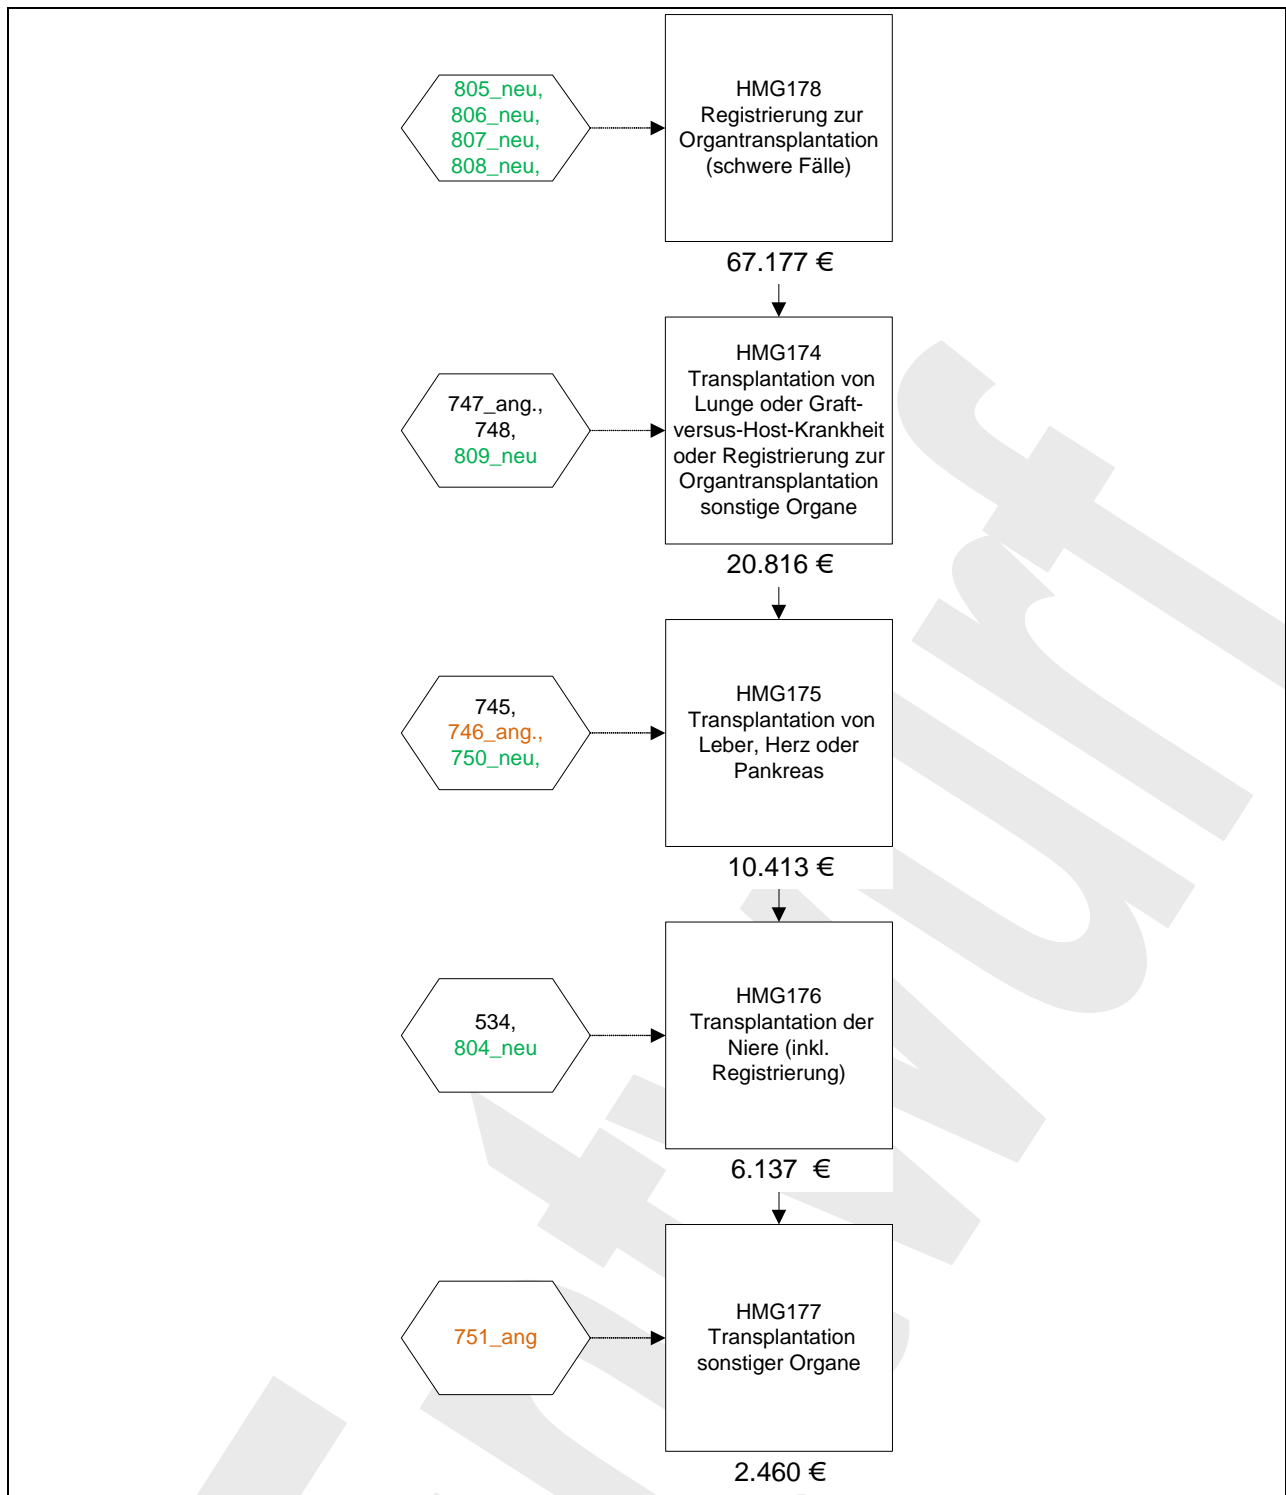 805_neu,
806_neu,
807_neu,
808_neu,
HMG178
Registrierung zur
Organtransplantation
(schwere Fälle)
67.177 €
747_ang.,
748,
809_neu
HMG174
Transplantation von
Lunge oder Graft-
versus-Host-Krankheit
oder Registrierung zur
Organtransplantation
sonstige Organe
20.816 €
745,
746_ang.,
750_neu,
HMG175
Transplantation von
Leber, Herz oder
Pankreas
10.413 €
534,
804_neu
HMG176
Transplantation der
Niere (inkl.
Registrierung)
6.137 €
751_ang
HMG177
Transplantation
sonstiger Organe
2.460 €
Entwurf